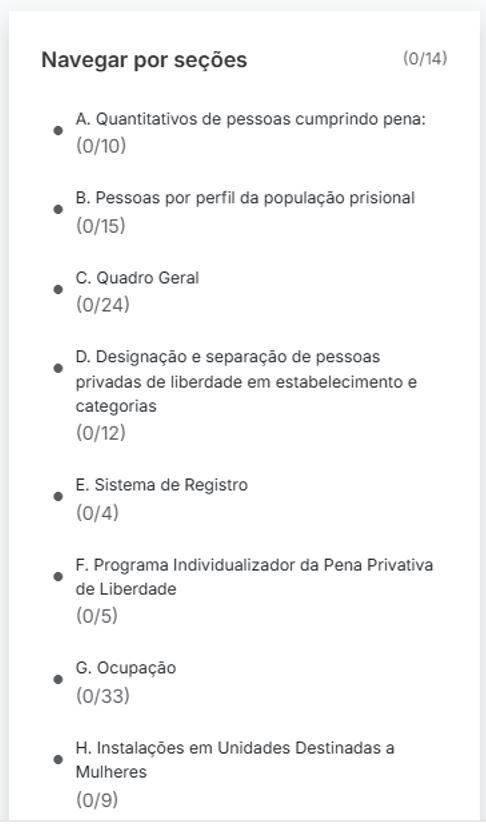 Navegar por seções (0/14)
A. Quantitativos de pessoas cumprindo pena:
(0/10)
B. Pessoas por perfil da população prisional
(0/15)
C. Quadro Geral
(0/24)
D. Designação e separação de pessoas
privadas de liberdade em estabelecimento e
categorias
(0/12)
E. Sistema de Registro
(0/4)
F. Programa Individualizador da Pena Privativa
de Liberdade
(0/5)
G. Ocupação
(0/33)
H. Instalações em Unidades Destinadas a
Mulheres
(0/9)